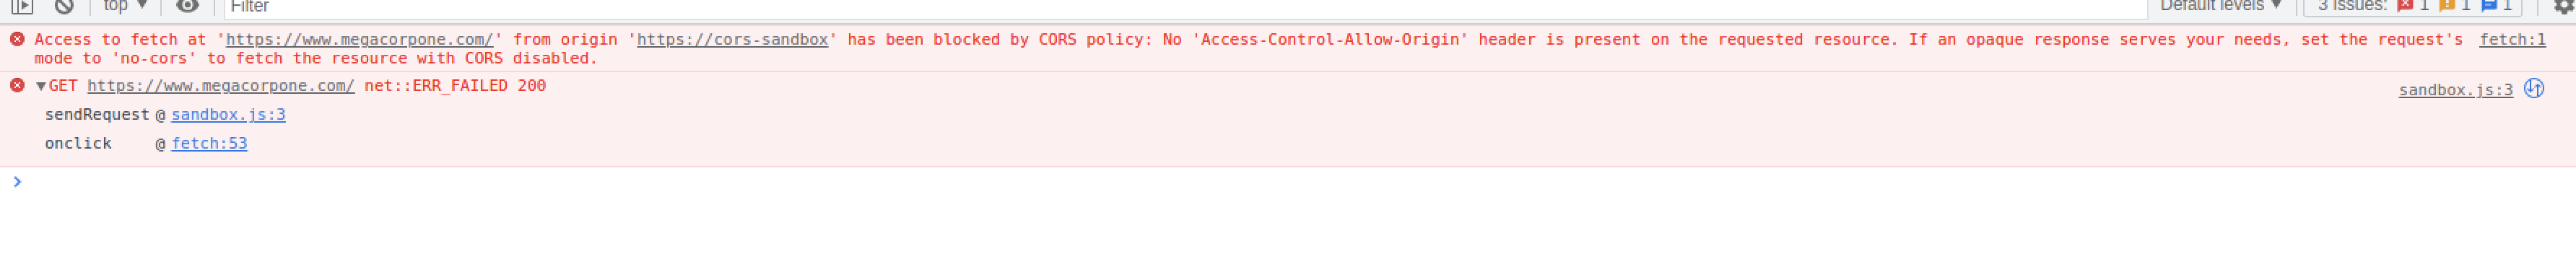 top ▼ Filter Default levels ▼ 3 Issues: 1 1 1
Access to fetch at 'https://www.megacorpone.com/' from origin 'https://cors-sandbox' has been blocked by CORS policy: No 'Access-Control-Allow-Origin' header is present on the requested resource. If an opaque response serves your needs, set the request's fetch:1
mode to 'no-cors' to fetch the resource with CORS disabled.
▼GET https://www.megacorpone.com/ net::ERR_FAILED 200 sandbox.js:3
sendRequest @ sandbox.js:3
onclick @ fetch:53